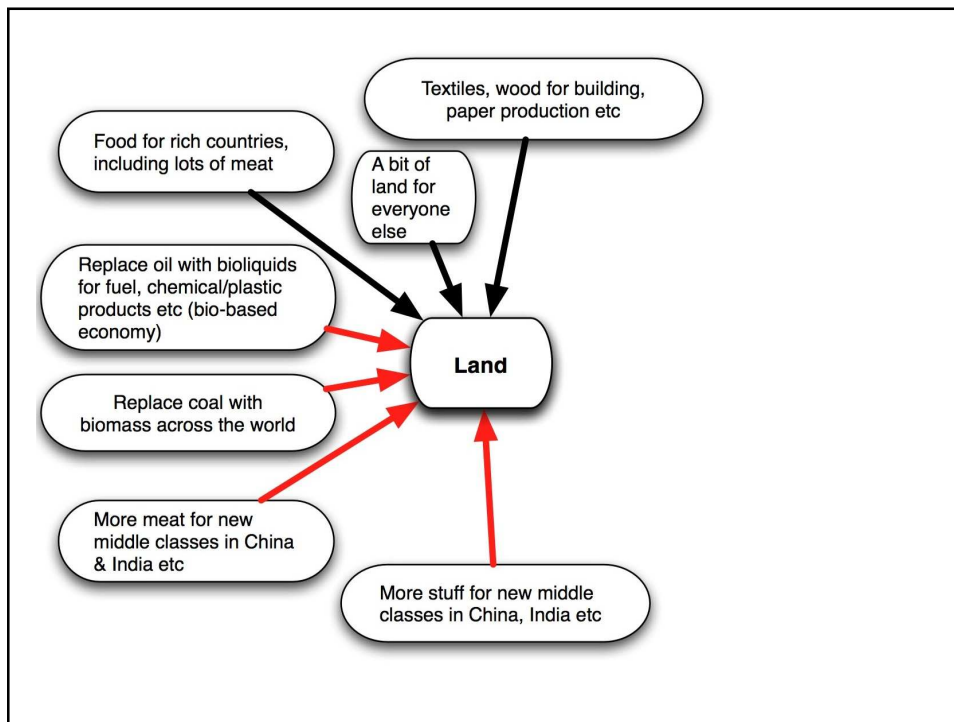 Textiles, wood for building,
paper production etc
Food for rich countries,
including lots of meat
A bit of
land for
everyone
else
Replace oil with bioliquids
for fuel, chemical/plastic
products etc (bio-based
economy)
Land
Replace coal with
biomass across the world
More meat for new
middle classes in China
& India etc
More stuff for new middle
classes in China, India etc